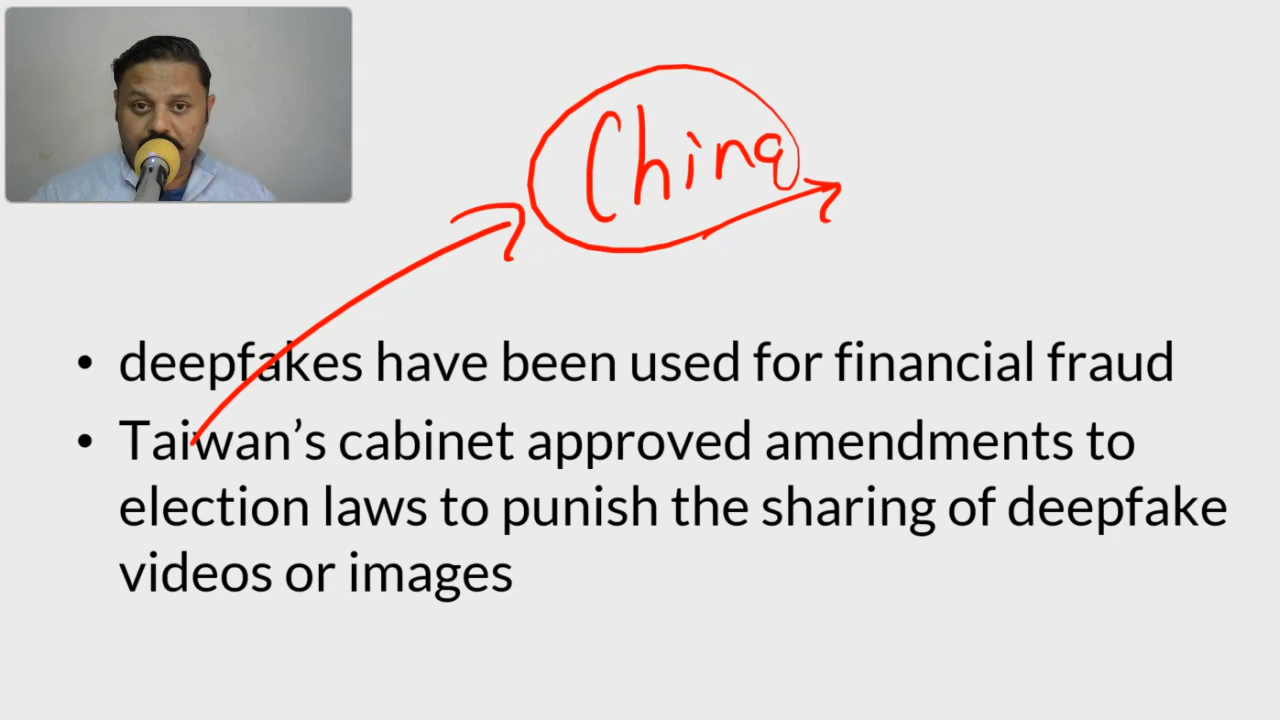 China
• deepfakes have been used for financial fraud
• Taiwan’s cabinet approved amendments to
election laws to punish the sharing of deepfake
videos or images